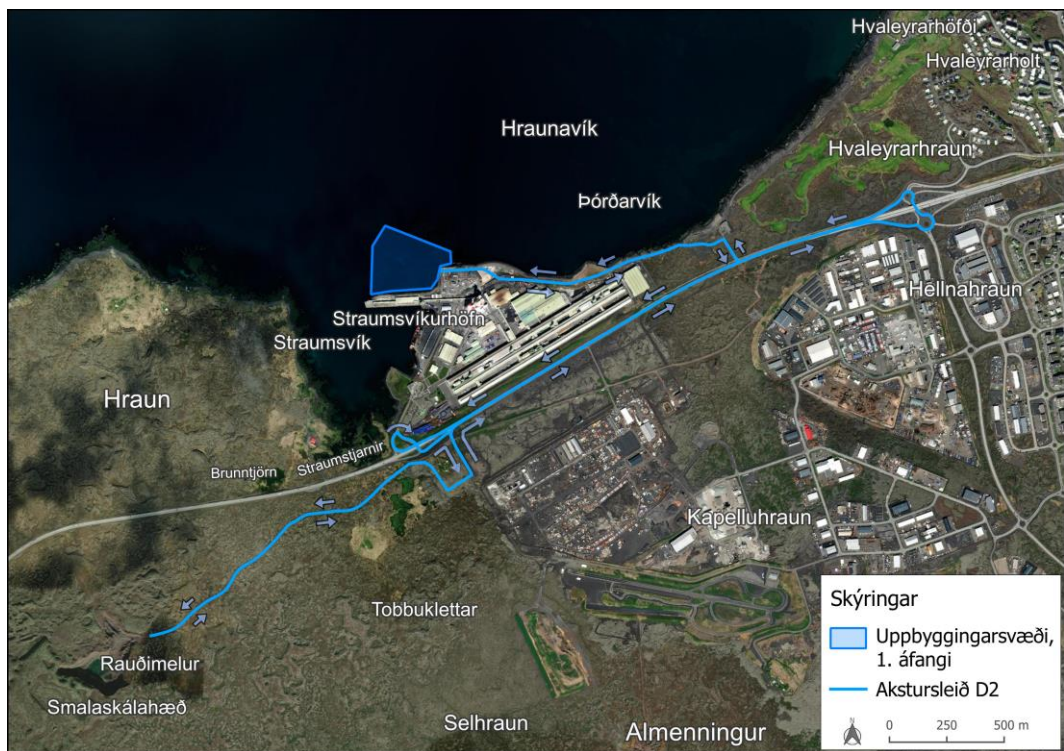 Hvaleyrarhöfði
Hvaleyrarholt
Hraunavík
Hvaleyrarhraun
Þórðarvík
Hellnahraun
Straumsvíkurhöfn
Straumsvík
Hraun
Straumstjarnir
Brunntjörn
Kapelluhraun
Tobbuklettar
Rauðimelur
Smalaskálahæð
Selhraun
Almenningur
Skýringar
Uppbyggingarsvæði,
1. áfangi
Akstursleið D2
N
0 250 500 m